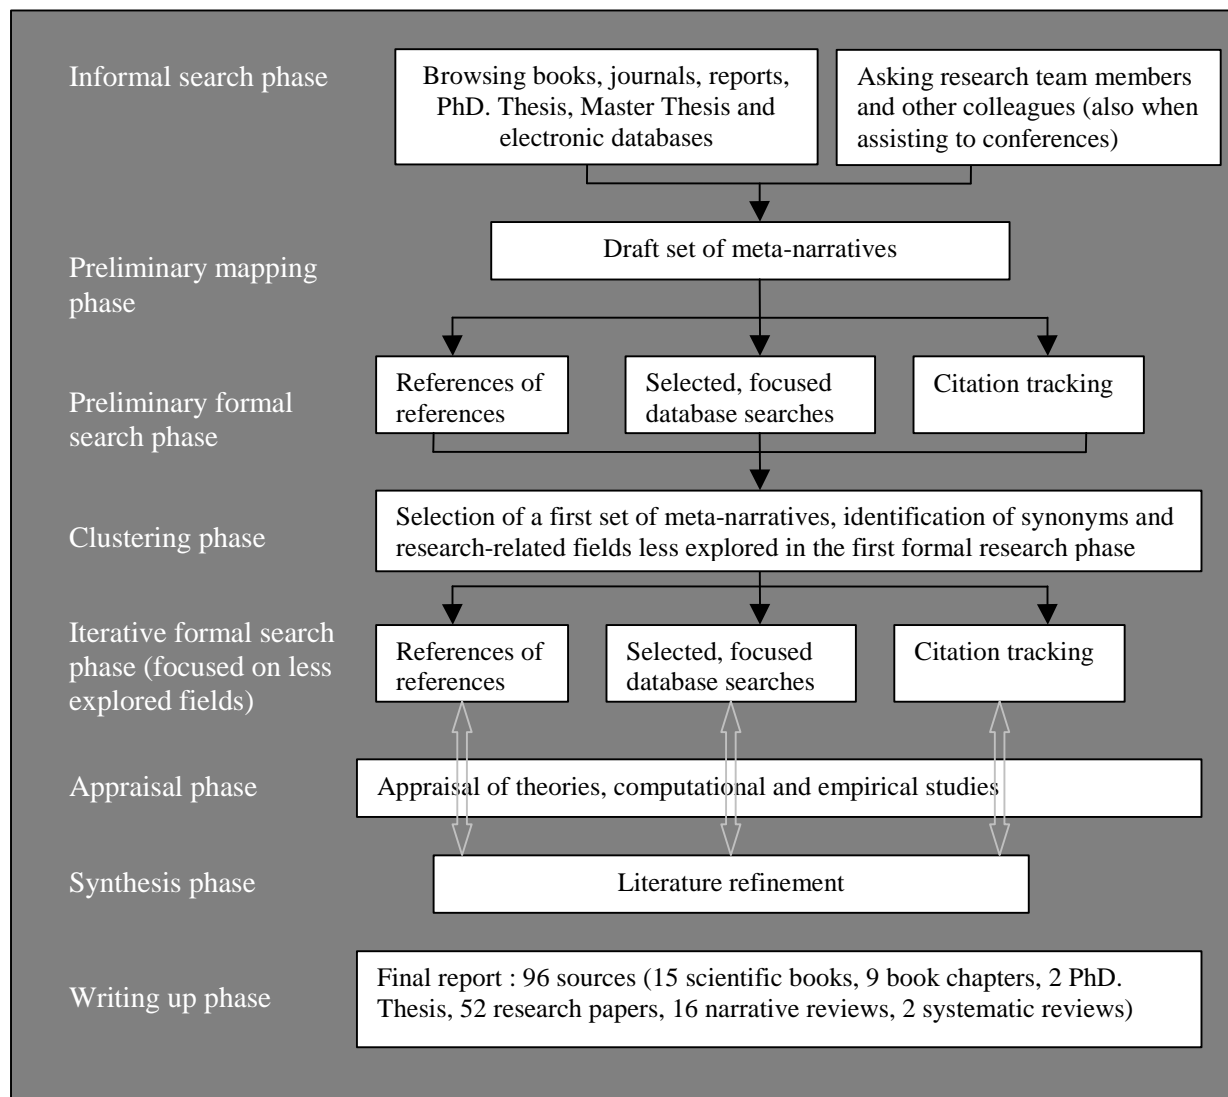 Informal search phase
Browsing books, journals, reports,
PhD. Thesis, Master Thesis and
electronic databases
Asking research team members
and other colleagues (also when
assisting to conferences)
Preliminary mapping
phase
Draft set of meta-narratives
Preliminary formal
search phase
References of
references
Selected, focused
database searches
Citation tracking
Clustering phase
Selection of a first set of meta-narratives, identification of synonyms and
research-related fields less explored in the first formal research phase
Iterative formal search
phase (focused on less
explored fields)
References of
references
Selected, focused
database searches
Citation tracking
Appraisal phase
Appraisal of theories, computational and empirical studies
Synthesis phase
Literature refinement
Writing up phase
Final report : 96 sources (15 scientific books, 9 book chapters, 2 PhD.
Thesis, 52 research papers, 16 narrative reviews, 2 systematic reviews)